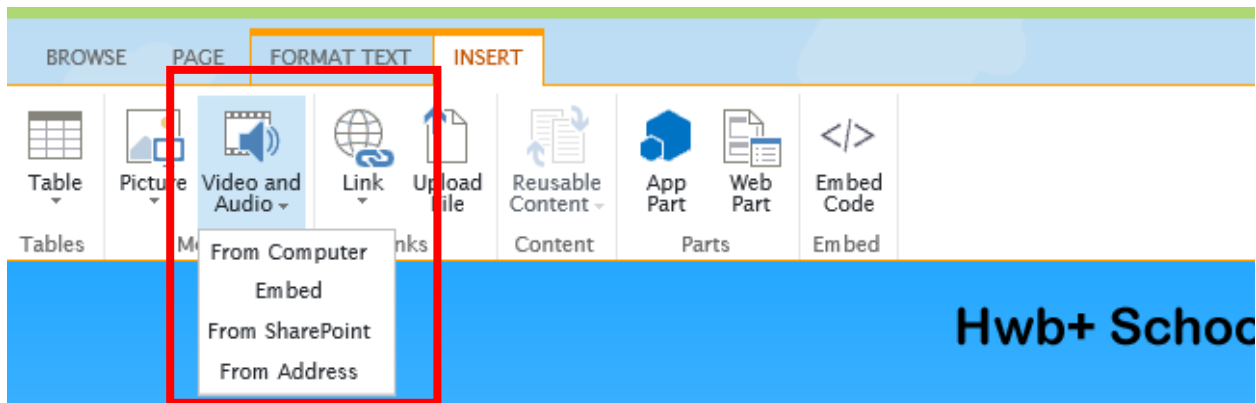 BROWSE PAGE FORMAT TEXT INSERT
Table Picture Video and Audio Link Upload File Reusable Content App Part Web Part Embed Code
Tables M nks Content Parts Embed
From Computer
Embed
From SharePoint
From Address
Hwb+ Schoo